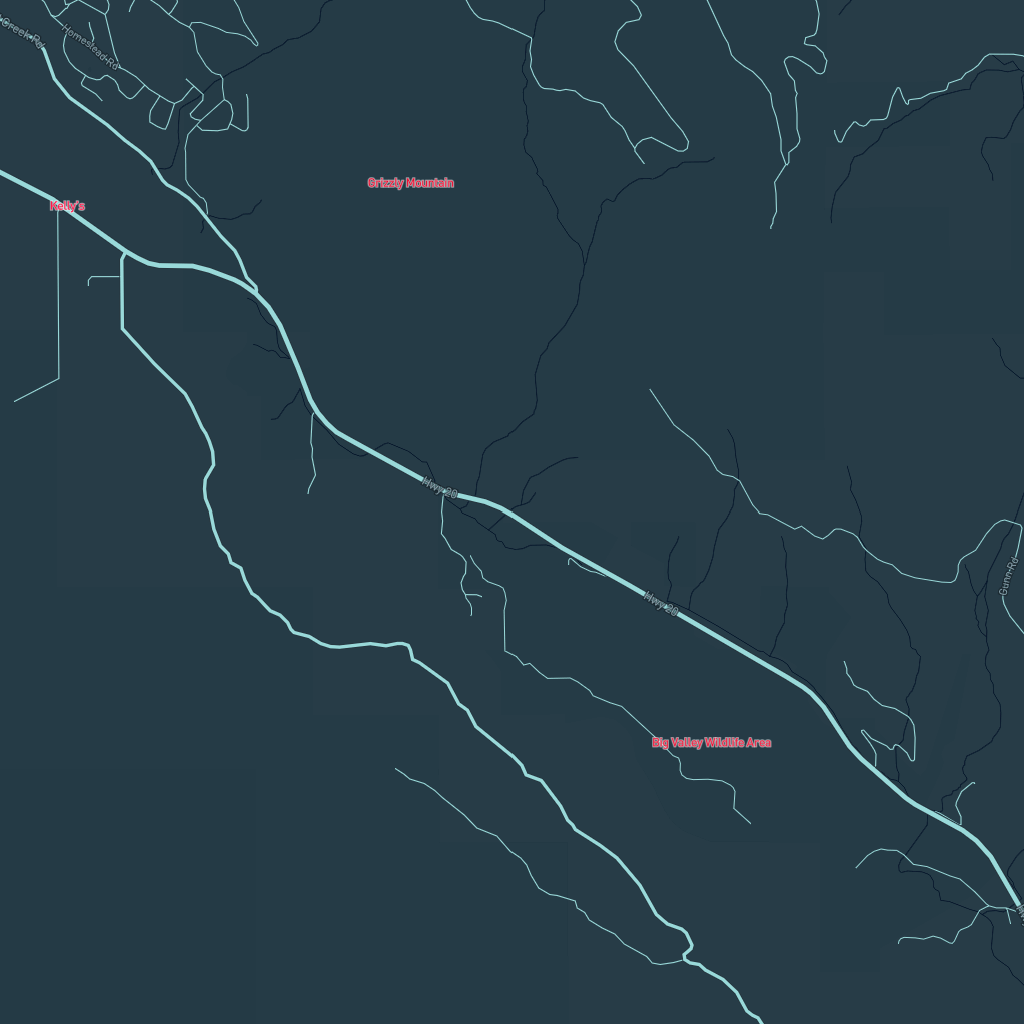 Creek Rd
Homestead Rd
Grizzly Mountain
Kelly's
Hwy 20
Gunn Rd
Hwy 20
Big Valley Wildlife Area